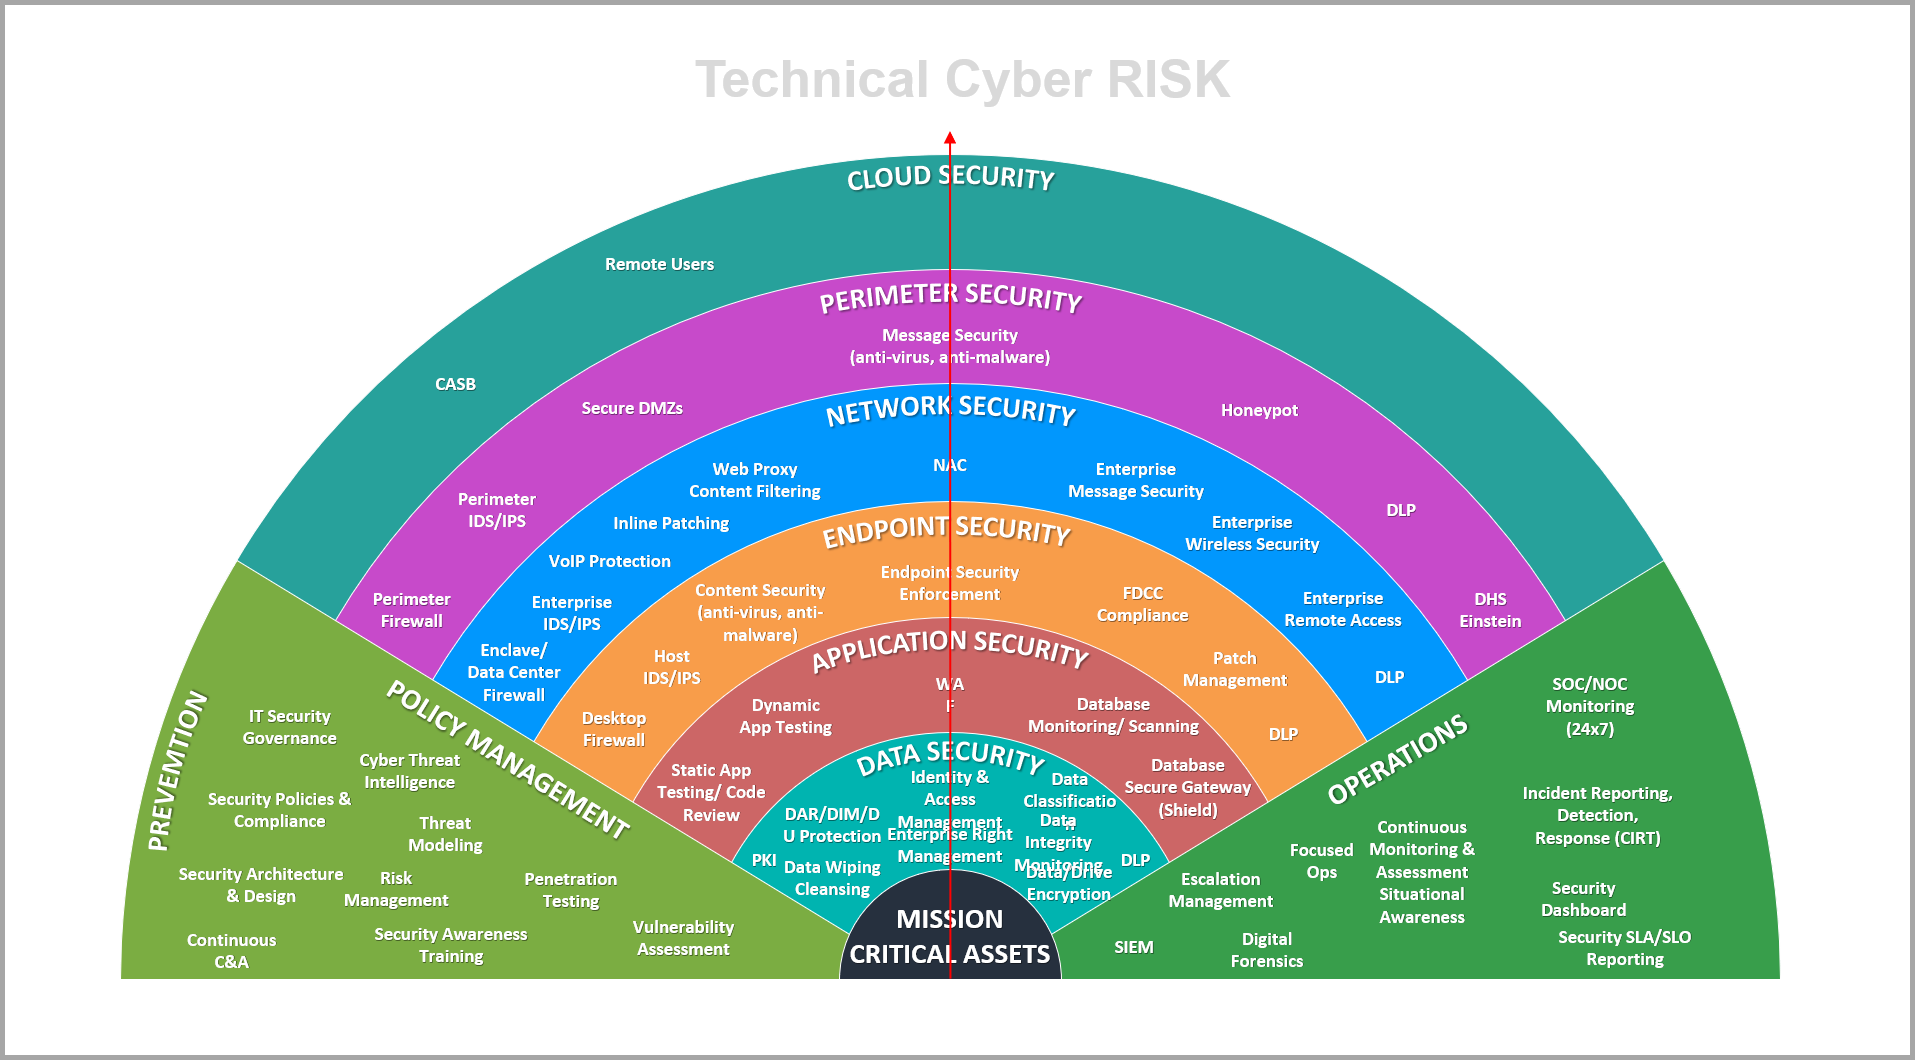 Technical Cyber RISK
CLOUD SECURITY
Remote Users
CASB
PERIMETER SECURITY
Message Security
(anti-virus, anti-malware)
Secure DMZs
Honeypot
Perimeter
IDS/IPS
DLP
Perimeter
Firewall
DHS
Einstein
NETWORK SECURITY
NAC
Web Proxy
Content Filtering
Enterprise
Message Security
Inline Patching
Enterprise
Wireless Security
VoIP Protection
Enterprise
IDS/IPS
Enterprise
Remote Access
Enclave/
Data Center
Firewall
DLP
ENDPOINT SECURITY
Endpoint Security
Enforcement
Content Security
(anti-virus, anti-
malware)
FDCC
Compliance
Host
IDS/IPS
Patch
Management
Desktop
Firewall
DLP
APPLICATION SECURITY
WA
F
Dynamic
App Testing
Database
Monitoring/ Scanning
Static App
Testing/ Code
Review
Database
Secure Gateway
(Shield)
DATA SECURITY
Identity &
Access
Management
Data
Classificatio
n
DAR/DIM/D
U Protection
Enterprise Right
Management
Data
Integrity
Monitoring
PKI
Data Wiping
Cleansing
DLP
Data/Drive
Encryption
MISSION
CRITICAL ASSETS
PREVEMTION
POLICY MANAGEMENT
IT Security
Governance
Cyber Threat
Intelligence
Security Policies &
Compliance
Threat
Modeling
Security Architecture
& Design
Risk
Management
Penetration
Testing
Continuous
C&A
Security Awareness
Training
Vulnerability
Assessment
OPERATIONS
SOC/NOC
Monitoring
(24x7)
Incident Reporting,
Detection,
Response (CIRT)
Focused
Ops
Continuous
Monitoring &
Assessment
Situational
Awareness
Escalation
Management
Security
Dashboard
SIEM
Digital
Forensics
Security SLA/SLO
Reporting